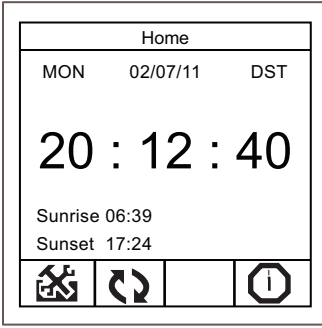 Home
MON 02/07/11 DST
20 : 12 : 40
Sunrise 06:39
Sunset 17:24
i